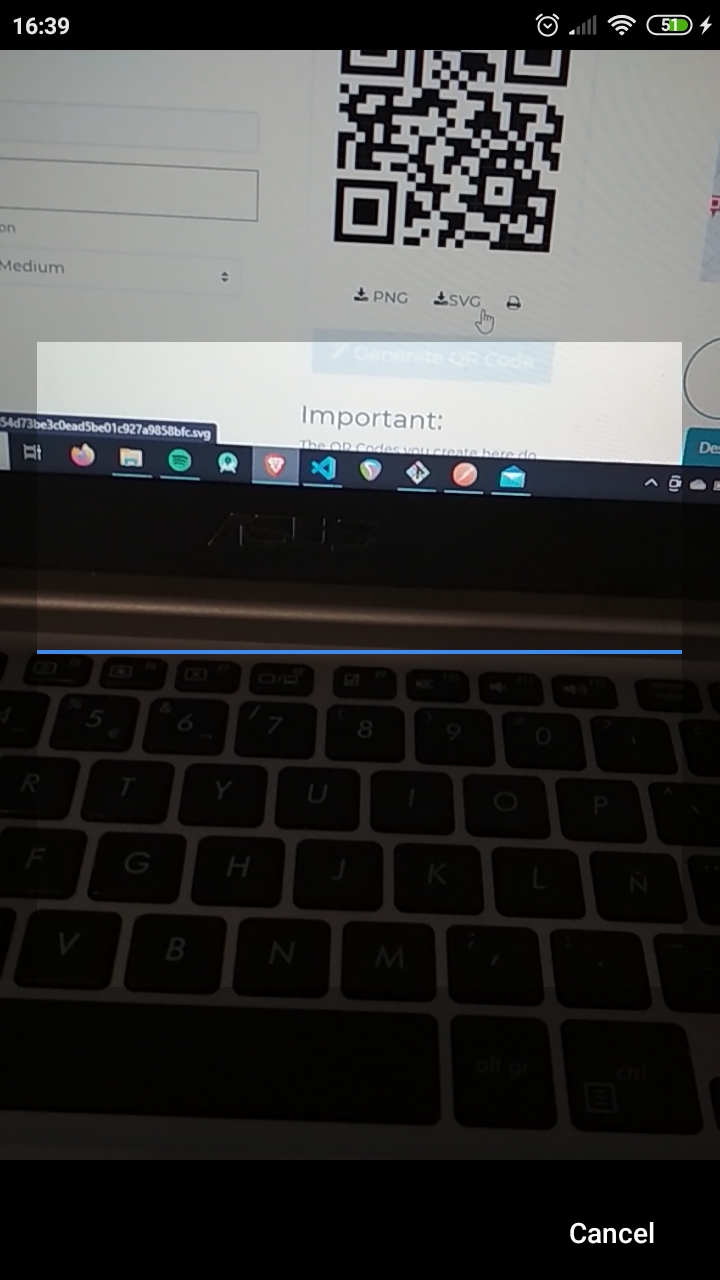 16:39
51
on
Medium
PNG
SVG
Generate QR Code
Important:
The QR Codes you create here do
54d73be3c0ead5be01c927a9858bfc.svg
De
ASUS
5
6
7
8
9
0
R
T
Y
U
I
O
P
F
G
H
J
K
L
Ñ
V
B
N
M
alt gr
ctrl
Cancel